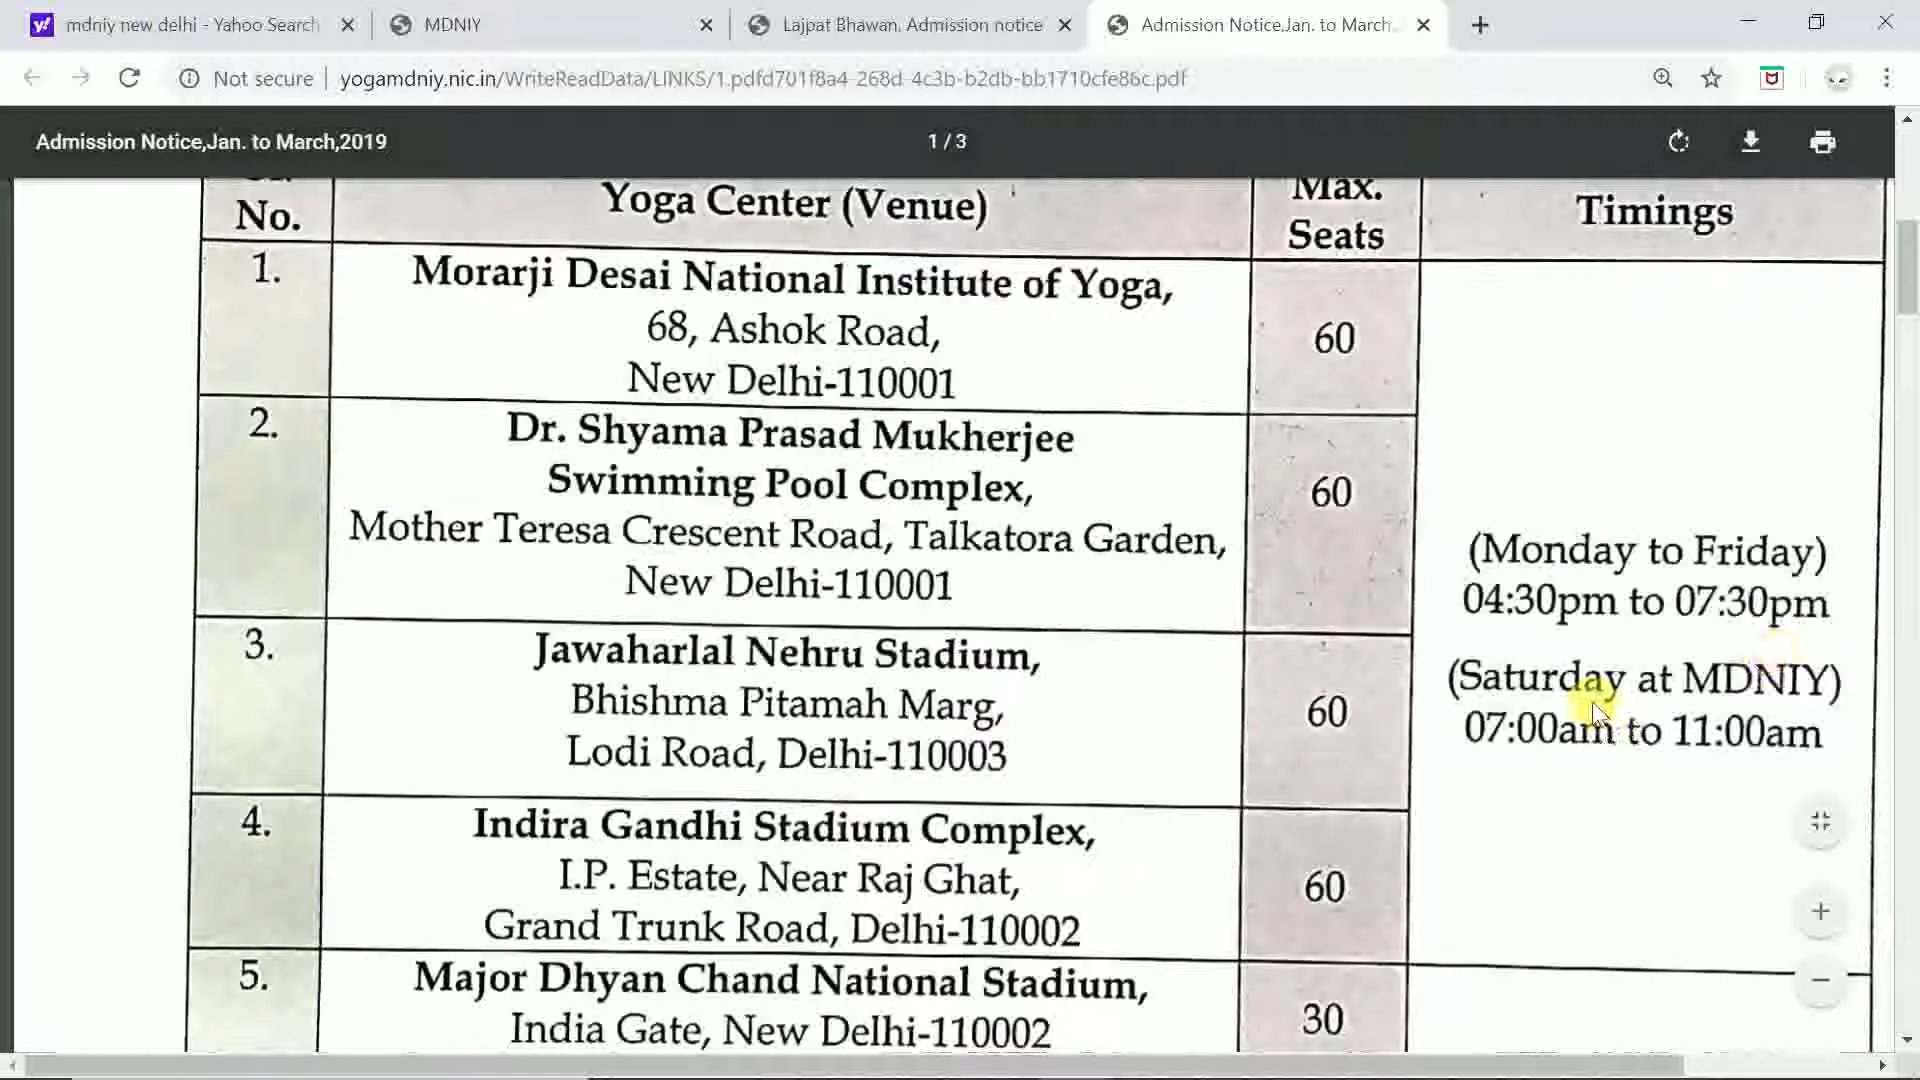 mdniy new delhi - Yahoo Search
MDNIY
Lajpat Bhawan, Admission notice
Admission Notice,Jan. to March,
Not secure
yogamdniy.nic.in/WriteReadData/LINKS/1.pdfd701f8a4-268d-4c3b-b2db-bb1710cfe86c.pdf
Admission Notice,Jan. to March,2019
1 / 3
No.
Yoga Center (Venue)
Max.
Seats
Timings
1.
Morarji Desai National Institute of Yoga,
68, Ashok Road,
New Delhi-110001
60
2.
Dr. Shyama Prasad Mukherjee
Swimming Pool Complex,
Mother Teresa Crescent Road, Talkatora Garden,
New Delhi-110001
60
3.
Jawaharlal Nehru Stadium,
Bhishma Pitamah Marg,
Lodi Road, Delhi-110003
60
4.
Indira Gandhi Stadium Complex,
I.P. Estate, Near Raj Ghat,
Grand Trunk Road, Delhi-110002
60
(Monday to Friday)
04:30pm to 07:30pm
(Saturday at MDNIY)
07:00am to 11:00am
5.
Major Dhyan Chand National Stadium,
India Gate, New Delhi-110002
30